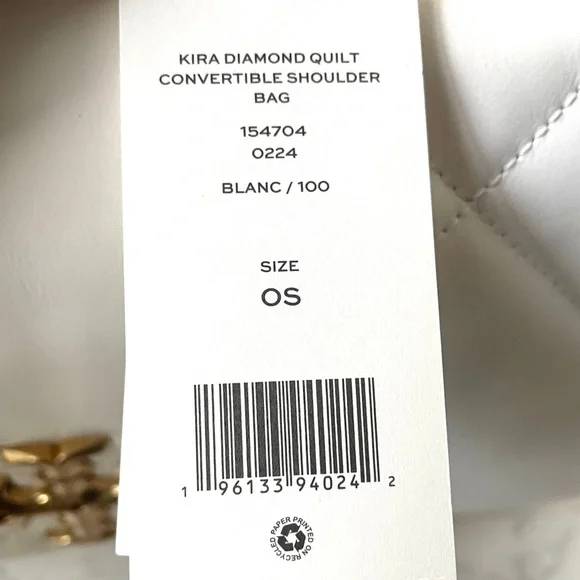 KIRA DIAMOND QUILT
CONVERTIBLE SHOULDER
BAG
154704
0224
BLANC / 100
SIZE
OS
1 96133 94024 2
RECYCLED PAPER PRINTED ON